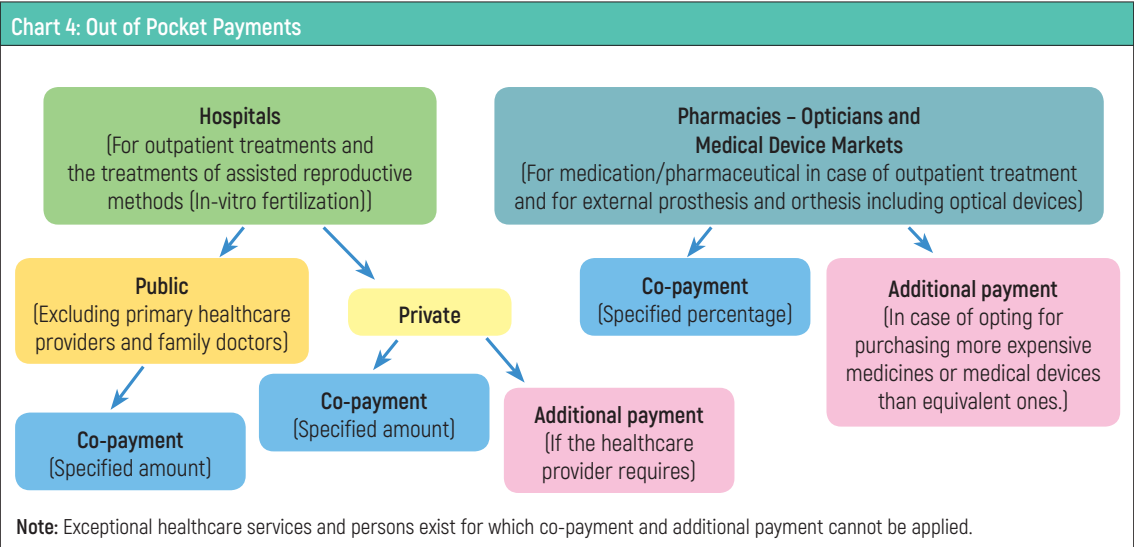 Chart 4: Out of Pocket Payments
Hospitals
(For outpatient treatments and
the treatments of assisted reproductive
methods (In-vitro fertilization))
Pharmacies – Opticians and
Medical Device Markets
(For medication/pharmaceutical in case of outpatient treatment
and for external prosthesis and orthesis including optical devices)
Public
(Excluding primary healthcare
providers and family doctors)
Private
Co-payment
(Specified percentage)
Additional payment
(In case of opting for
purchasing more expensive
medicines or medical devices
than equivalent ones.)
Co-payment
(Specified amount)
Co-payment
(Specified amount)
Additional payment
(If the healthcare
provider requires)
Note: Exceptional healthcare services and persons exist for which co-payment and additional payment cannot be applied.